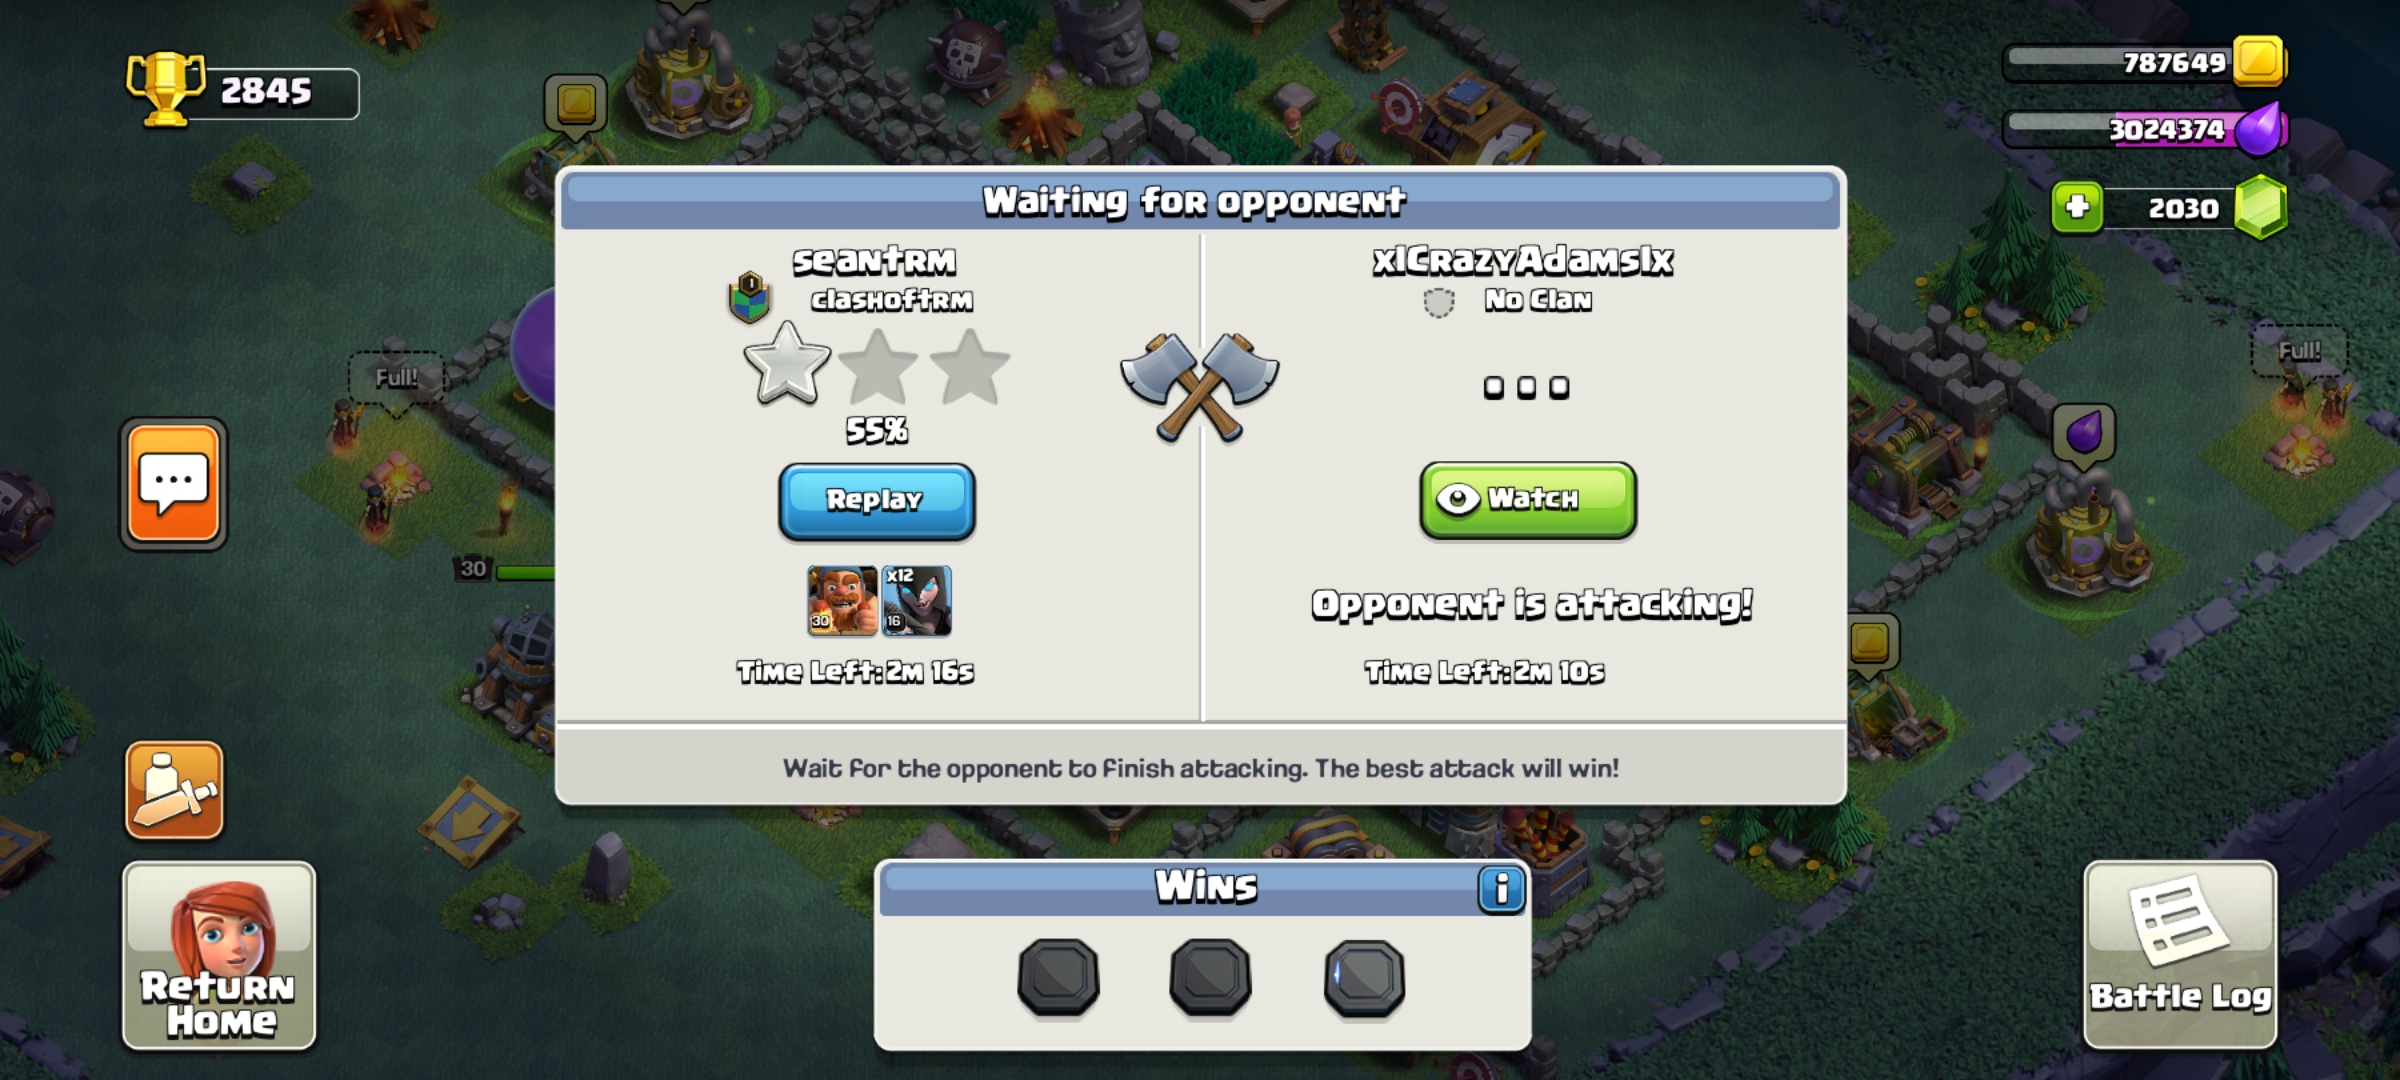 2845
787649
3024374
2030
Waiting for opponent
seantrm
clashoftrm
1
55%
Replay
30
x12
16
Time Left:2m 16s
xlCrazyAdamslx
No Clan
Watch
Opponent is attacking!
Time Left:2m 10s
Wait for the opponent to finish attacking. The best attack will win!
Full!
Full!
30
Wins
i
Return
Home
Battle Log